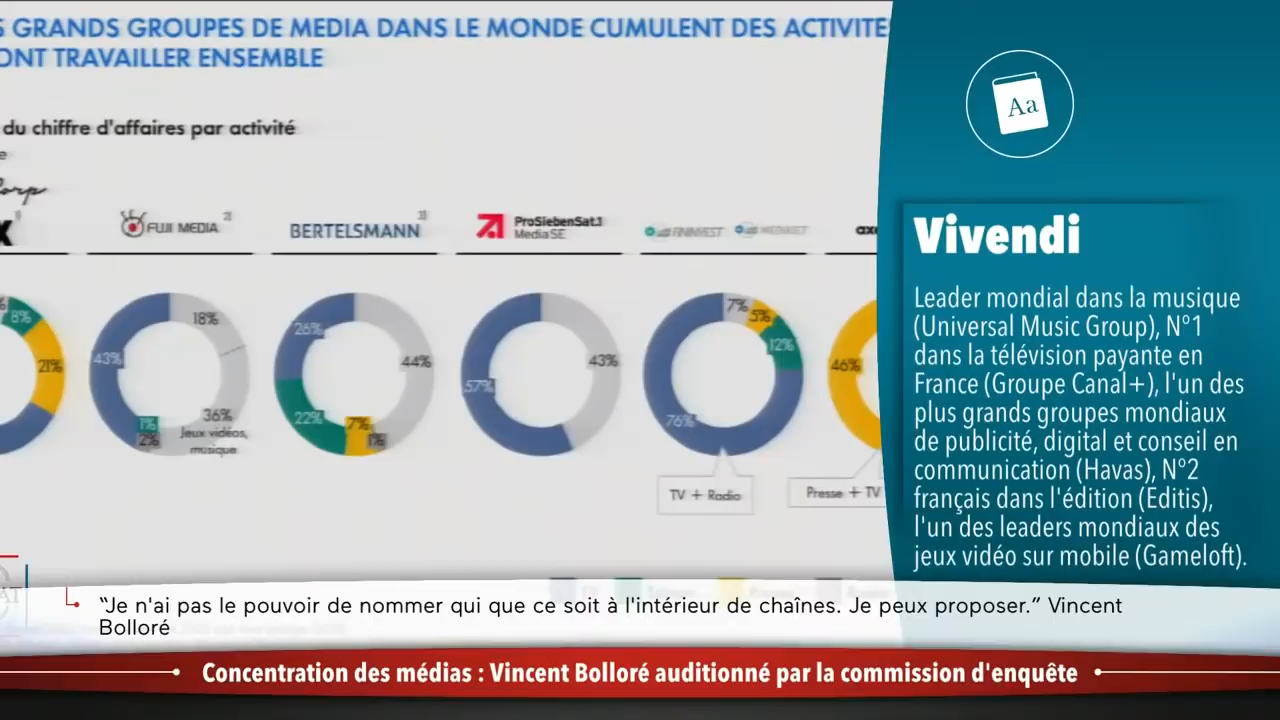 S GRANDS GROUPES DE MEDIA DANS LE MONDE CUMULENT DES ACTIVITE
ONT TRAVAILLER ENSEMBLE
du chiffre d'affaires par activité
FUJI MEDIA
BERTELSMANN
ProSiebenSat.1
Media SE
FININVEST
MEDIASET
8%
21%
43%
18%
36%
Jeux vidéos,
musique
1%
2%
26%
44%
22%
7%
1%
57%
43%
7%
5%
12%
76%
TV + Radio
46%
Presse + TV
Aa
Vivendi
Leader mondial dans la musique
(Universal Music Group), N°1
dans la télévision payante en
France (Groupe Canal+), l'un des
plus grands groupes mondiaux
de publicité, digital et conseil en
communication (Havas), N°2
français dans l'édition (Editis),
l'un des leaders mondiaux des
jeux vidéo sur mobile (Gameloft).
“Je n'ai pas le pouvoir de nommer qui que ce soit à l'intérieur de chaînes. Je peux proposer.” Vincent
Bolloré
Concentration des médias : Vincent Bolloré auditionné par la commission d'enquête